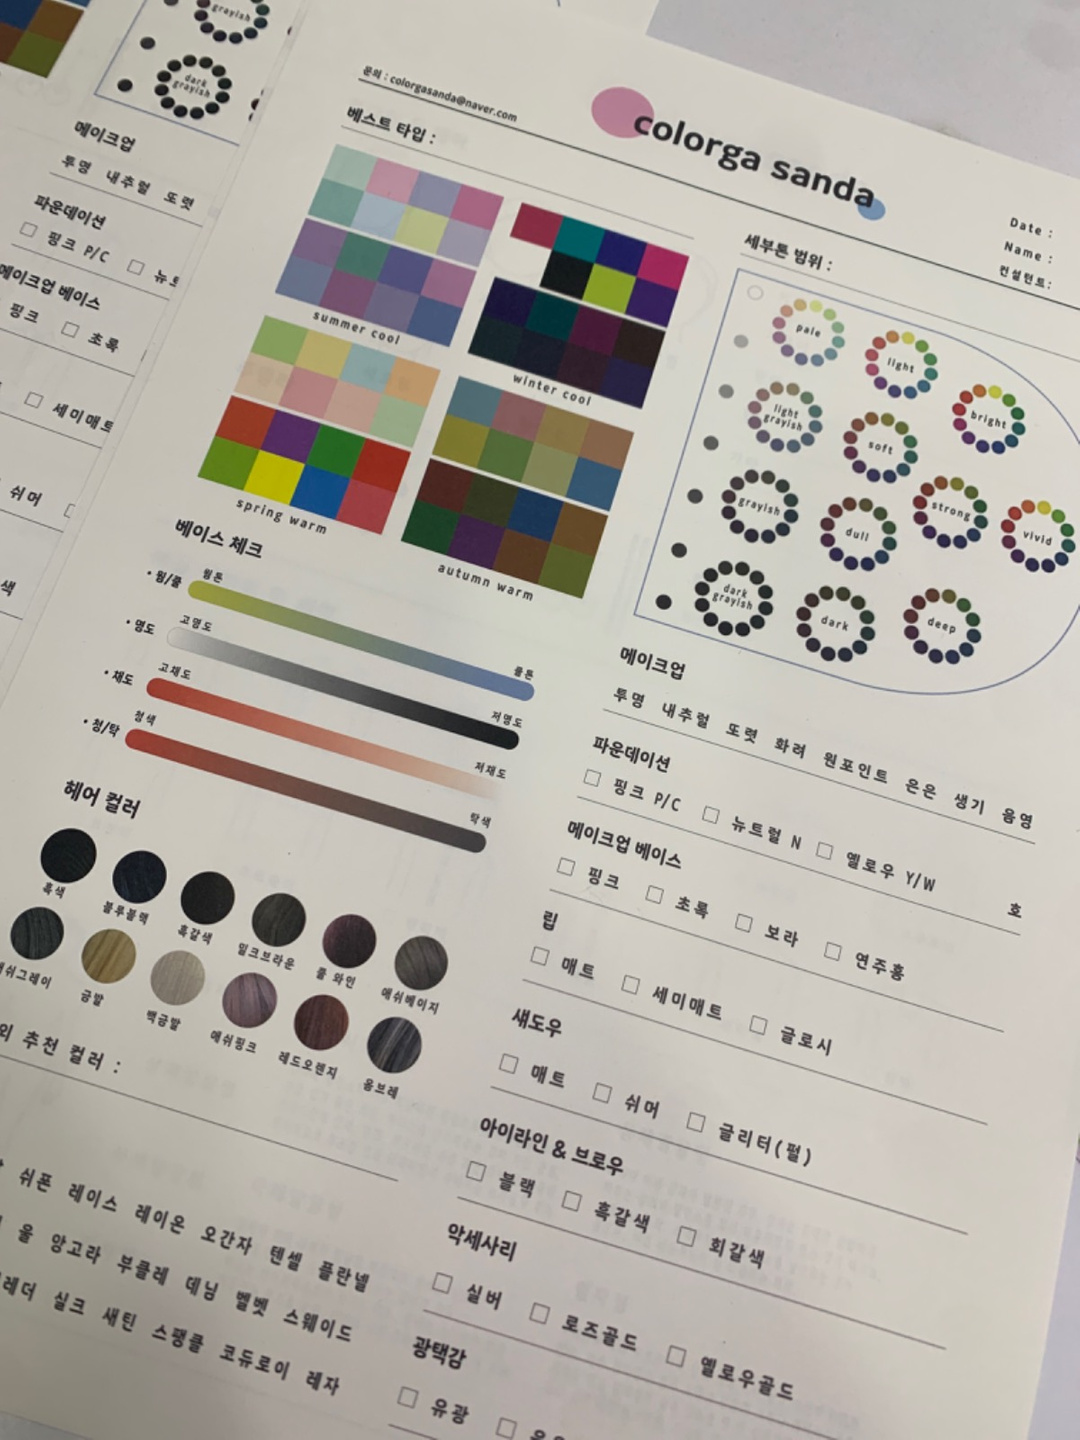 grayish
dark
grayish
메이크업
투명 내추럴 또렷
파운데이션
핑크 P/C
메이크업 베이스
핑크 초록
세미매트
쉬머
색
문의 : colorgasanda@naver.com
colorga sanda
Date :
Name :
컨설턴트:
베스트 타입 :
summer cool
winter cool
spring warm
autumn warm
세부톤 범위 :
pale
light
bright
light
grayish
soft
grayish
dull
strong
vivid
dark
grayish
dark
deep
베이스 체크
• 웜/쿨 웜톤 쿨톤
• 명도 고명도 저명도
• 채도 고채도 저채도
• 청/탁 청색 탁색
헤어 컬러
흑색 블루블랙 흑갈색 밀크브라운 쿨 와인 애쉬베이지
쉬그레이 금발 백금발 애쉬핑크 레드오렌지 옴브레
외 추천 컬러 :
쉬폰 레이스 레이온 오간자 텐셀 플란넬
울 앙고라 부클레 데님 벨벳 스웨이드
레더 실크 새틴 스팽클 코듀로이 레자
메이크업
투명 내추럴 또렷 화려 원포인트 은은 생기 음영
파운데이션
핑크 P/C 뉴트럴 N 옐로우 Y/W 호
메이크업 베이스
핑크 초록 보라 연주홍
립
매트 세미매트 글로시
섀도우
매트 쉬머 글리터(펄)
아이라인 & 브로우
블랙 흑갈색 회갈색
악세사리
실버 로즈골드 옐로우골드
광택감
유광